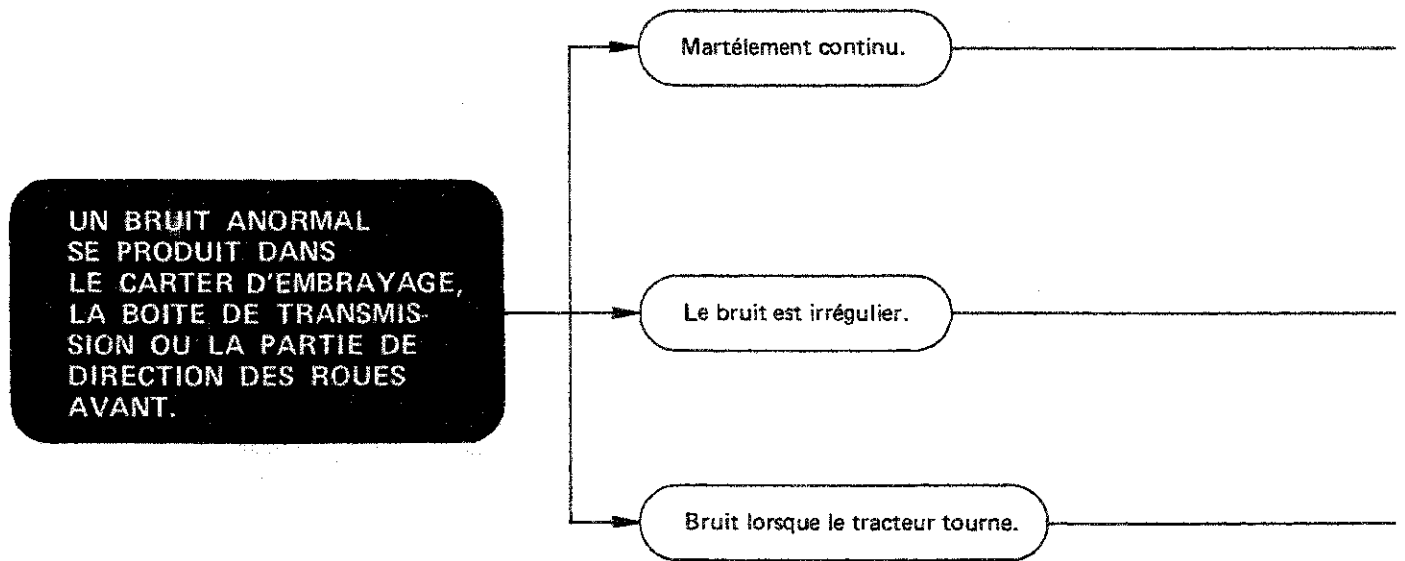 Martélement continu.
UN BRUIT ANORMAL
SE PRODUIT DANS
LE CARTER D'EMBRAYAGE,
LA BOITE DE TRANSMIS-
SION OU LA PARTIE DE
DIRECTION DES ROUES
AVANT.
Le bruit est irrégulier.
Bruit lorsque le tracteur tourne.